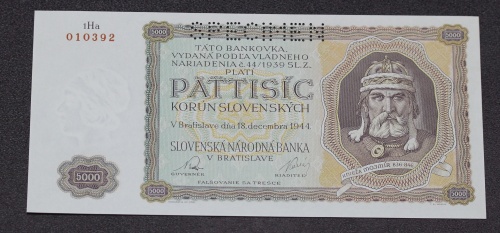 SPECIMEN
1Ha
010392
5000
5000
TÁTO BANKOVKA,
VYDANÁ PODĽA VLÁDNEHO
NARIADENIA č. 44/1939 SL. Z.
PLATÍ
PÄŤTISÍC
KORÚN SLOVENSKÝCH
V Bratislave dňa 18. decembra 1944.
SLOVENSKÁ NÁRODNÁ BANKA
V BRATISLAVE
GUVERNÉR
RIADITEĽ
FALŠOVANIE SA TRESCE
5000
5000
5000